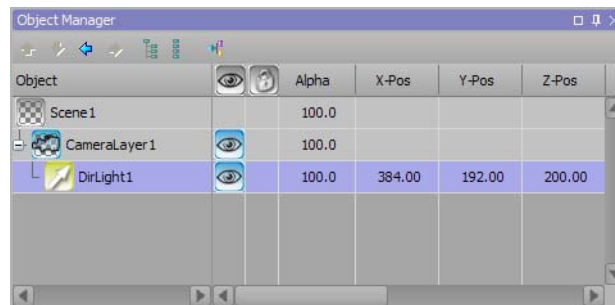 Object Manager
Object Alpha X-Pos Y-Pos Z-Pos
Scene1 100.0
CameraLayer1 100.0
DirLight1 100.0 384.00 192.00 200.00